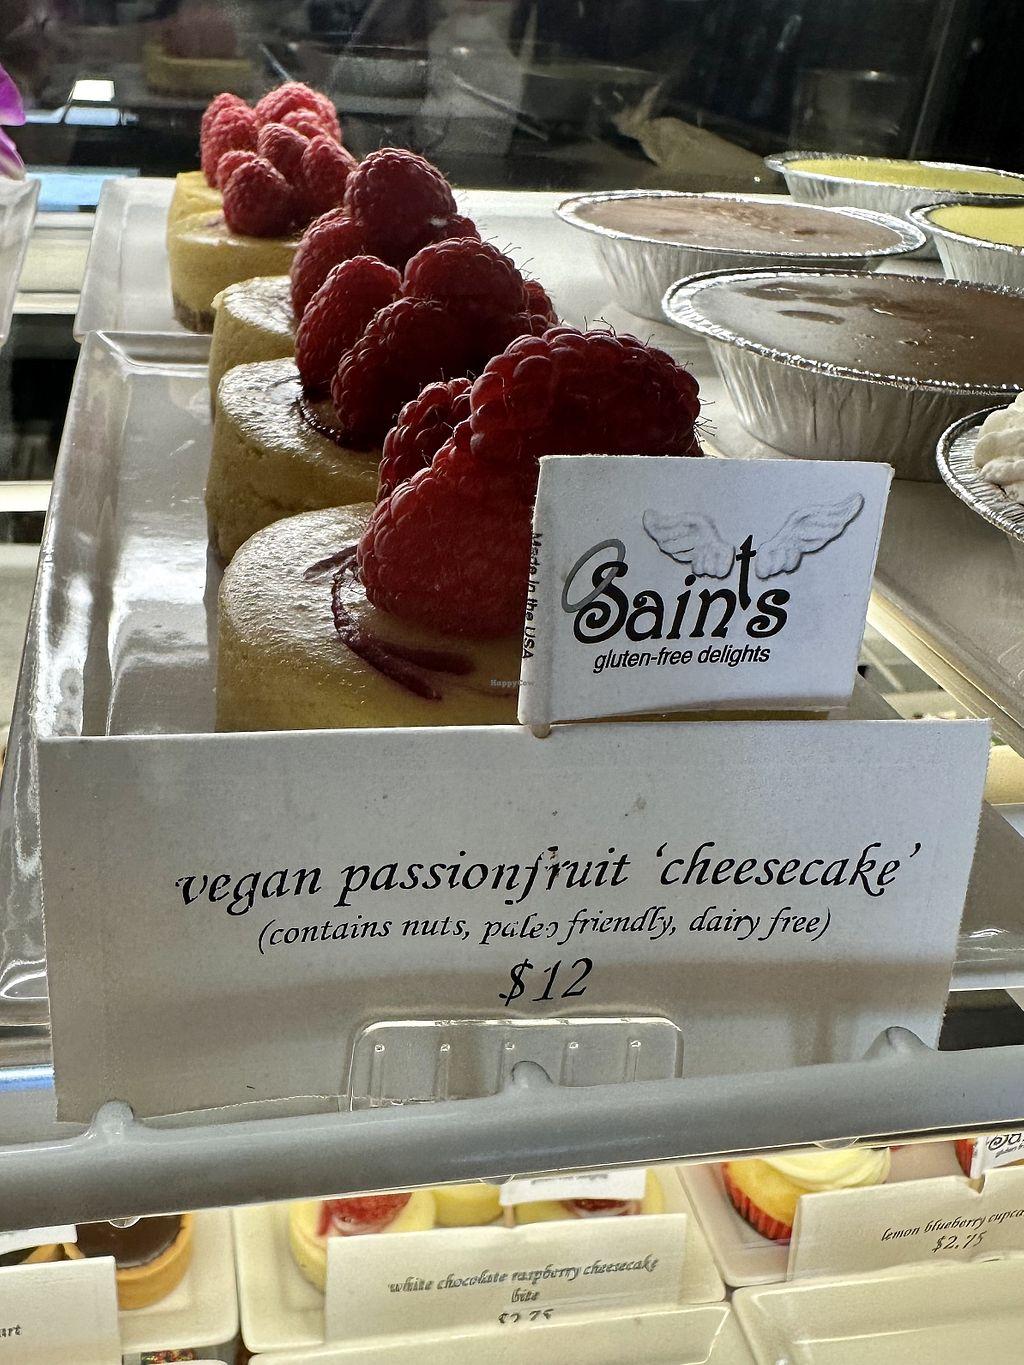 Made in the USA
Saints
gluten-free delights
HappyCow
vegan passionfruit ‘cheesecake’
(contains nuts, paleo friendly, dairy free)
$12
lemon blueberry
$2.75
white chocolate raspberry cheesecake
bite